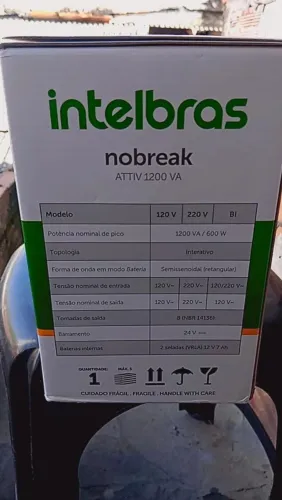 intelbras
nobreak
ATTIV 1200 VA
Modelo 120 V 220 V BI
Potência nominal de pico 1200 VA / 600 W
Topologia Interativo
Forma de onda em modo Bateria Semissenoidal (retangular)
Tensão nominal de entrada 120 V~ 220 V~ 120/220 V~
Tensão nominal de saída 120 V~ 220 V~ 120 V~
Tomadas de saída 8 (NBR 14136)
Barramento 24 V
Baterias internas 2 seladas (VRLA) 12 V 7 Ah
QUANTIDADE: MÁX. 5
1
CUIDADO FRÁGIL . FRAGILE . HANDLE WITH CARE